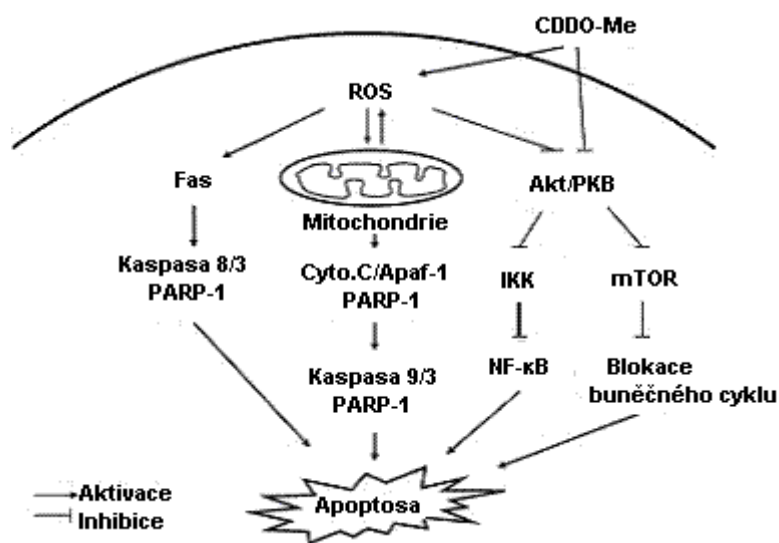 CDDO-Me
ROS
Fas
Akt/PKB
Mitochondrie
Kaspasa 8/3
PARP-1
Cyto.C/Apaf-1
PARP-1
IKK
mTOR
Kaspasa 9/3
PARP-1
NF-κB
Blokace
buněčného cyklu
Aktivace
Inhibice
Apoptosa